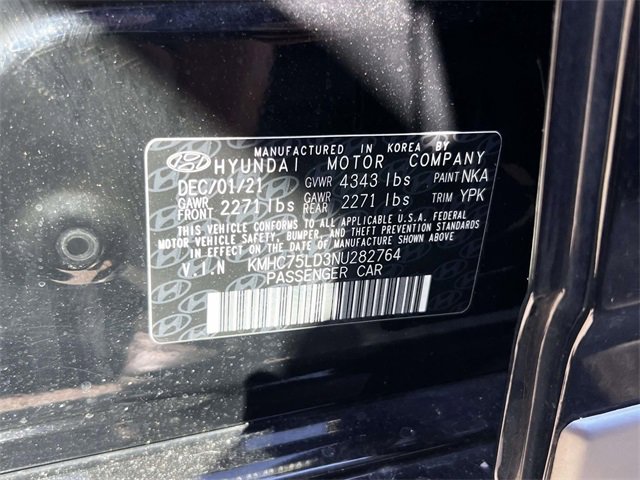 MANUFACTURED IN KOREA BY
HYUNDAI MOTOR COMPANY
DEC/01/21 GVWR 4343 lbs PAINT NKA
GAWR FRONT 2271 lbs GAWR REAR 2271 lbs TRIM YPK
THIS VEHICLE CONFORMS TO ALL APPLICABLE U.S.A. FEDERAL
MOTOR VEHICLE SAFETY, BUMPER, AND THEFT PREVENTION STANDARDS
IN EFFECT ON THE DATE OF MANUFACTURE SHOWN ABOVE.
V.I.N KMHC75LD3NU282764
PASSENGER CAR